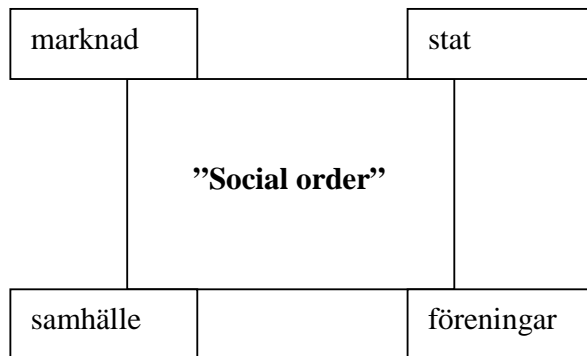 marknad
stat
”Social order”
samhälle
föreningar